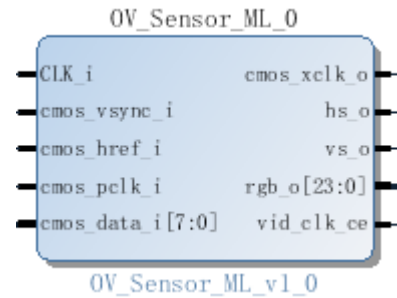 OV_Sensor_ML_0
CLK_i cmos_xclk_o
cmos_vsync_i hs_o
cmos_href_i vs_o
cmos_pclk_i rgb_o[23:0]
cmos_data_i[7:0] vid_clk_ce
OV_Sensor_ML_v1_0